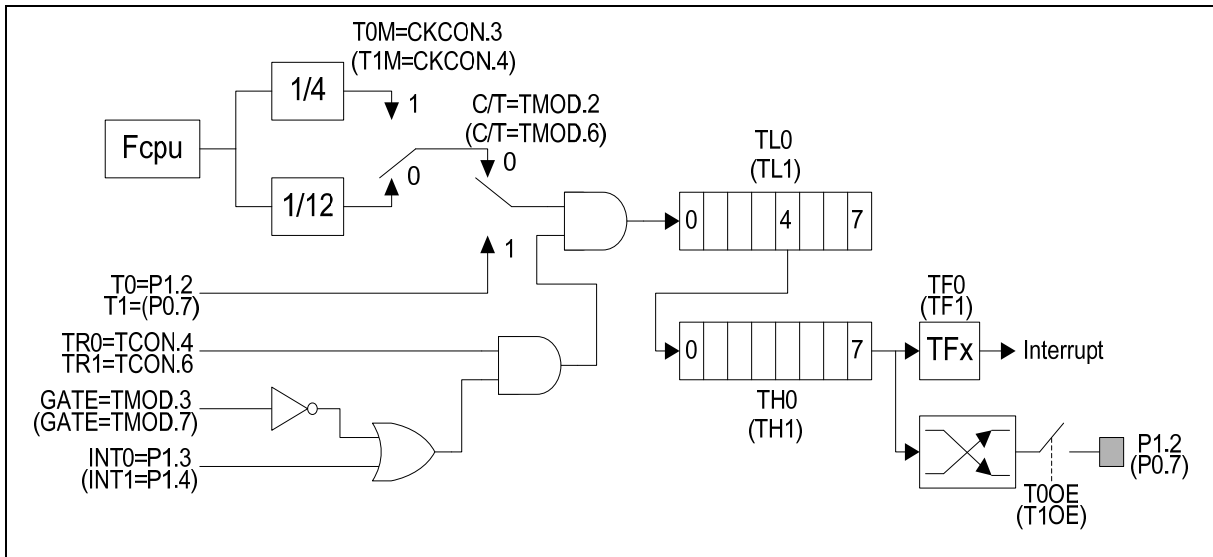 T0M=CKCON.3
(T1M=CKCON.4)
1/4
1
C/T=TMOD.2
(C/T=TMOD.6)
Fcpu
0
0
1/12
TL0
(TL1)
0
4
7
1
T0=P1.2
T1=(P0.7)
TR0=TCON.4
TR1=TCON.6
TF0
(TF1)
0
7
TFx
Interrupt
GATE=TMOD.3
(GATE=TMOD.7)
TH0
(TH1)
INT0=P1.3
(INT1=P1.4)
P1.2
(P0.7)
T0OE
(T1OE)